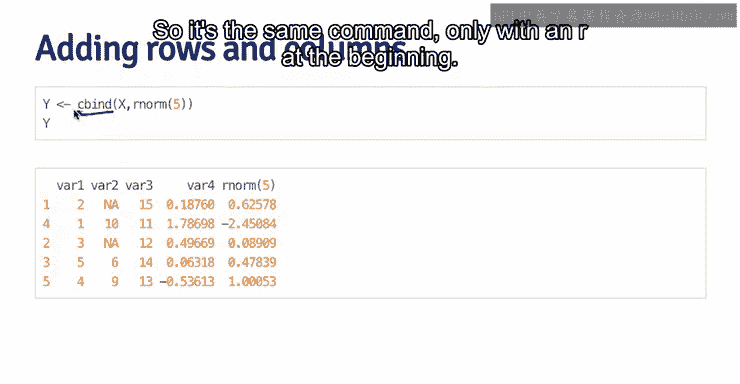 So it's the same command, only with an r
at the beginning.
Adding rows and columns
Y <- cbind(X,rnorm(5))
Y
var1 var2 var3 var4 rnorm(5)
1 2 NA 15 0.18760 0.62578
4 1 10 11 1.78698 -2.45084
2 3 NA 12 0.49669 0.08909
3 5 6 14 0.06318 0.47839
5 4 9 13 -0.53613 1.00053